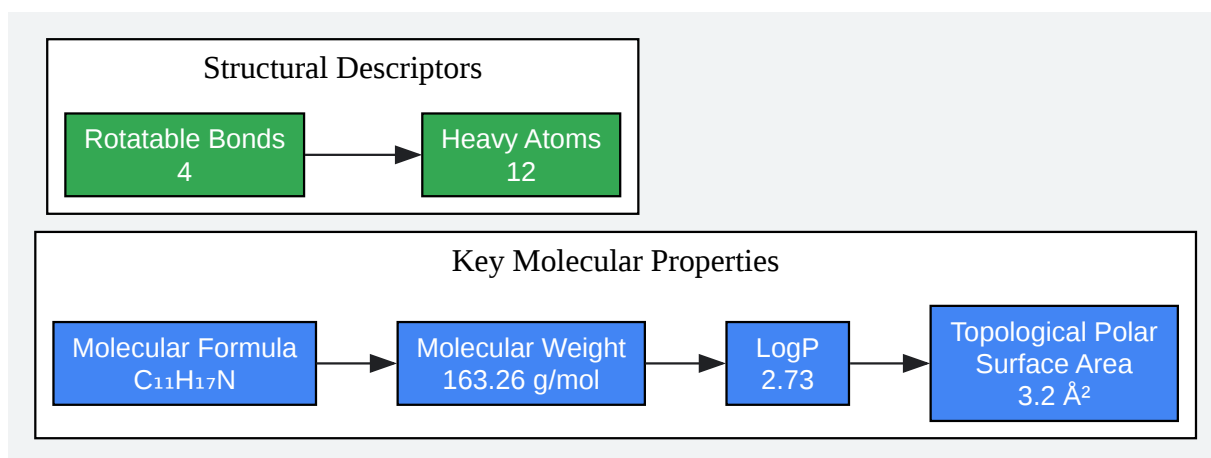 Structural Descriptors
Rotatable Bonds
4
Heavy Atoms
12
Key Molecular Properties
Molecular Formula
C₁₁H₁₇N
Molecular Weight
163.26 g/mol
LogP
2.73
Topological Polar
Surface Area
3.2 Å²